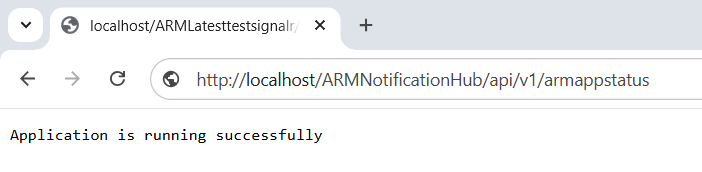 localhost/ARMLatesttestsignalr/
http://localhost/ARMNotificationHub/api/v1/armappstatus
Application is running successfully